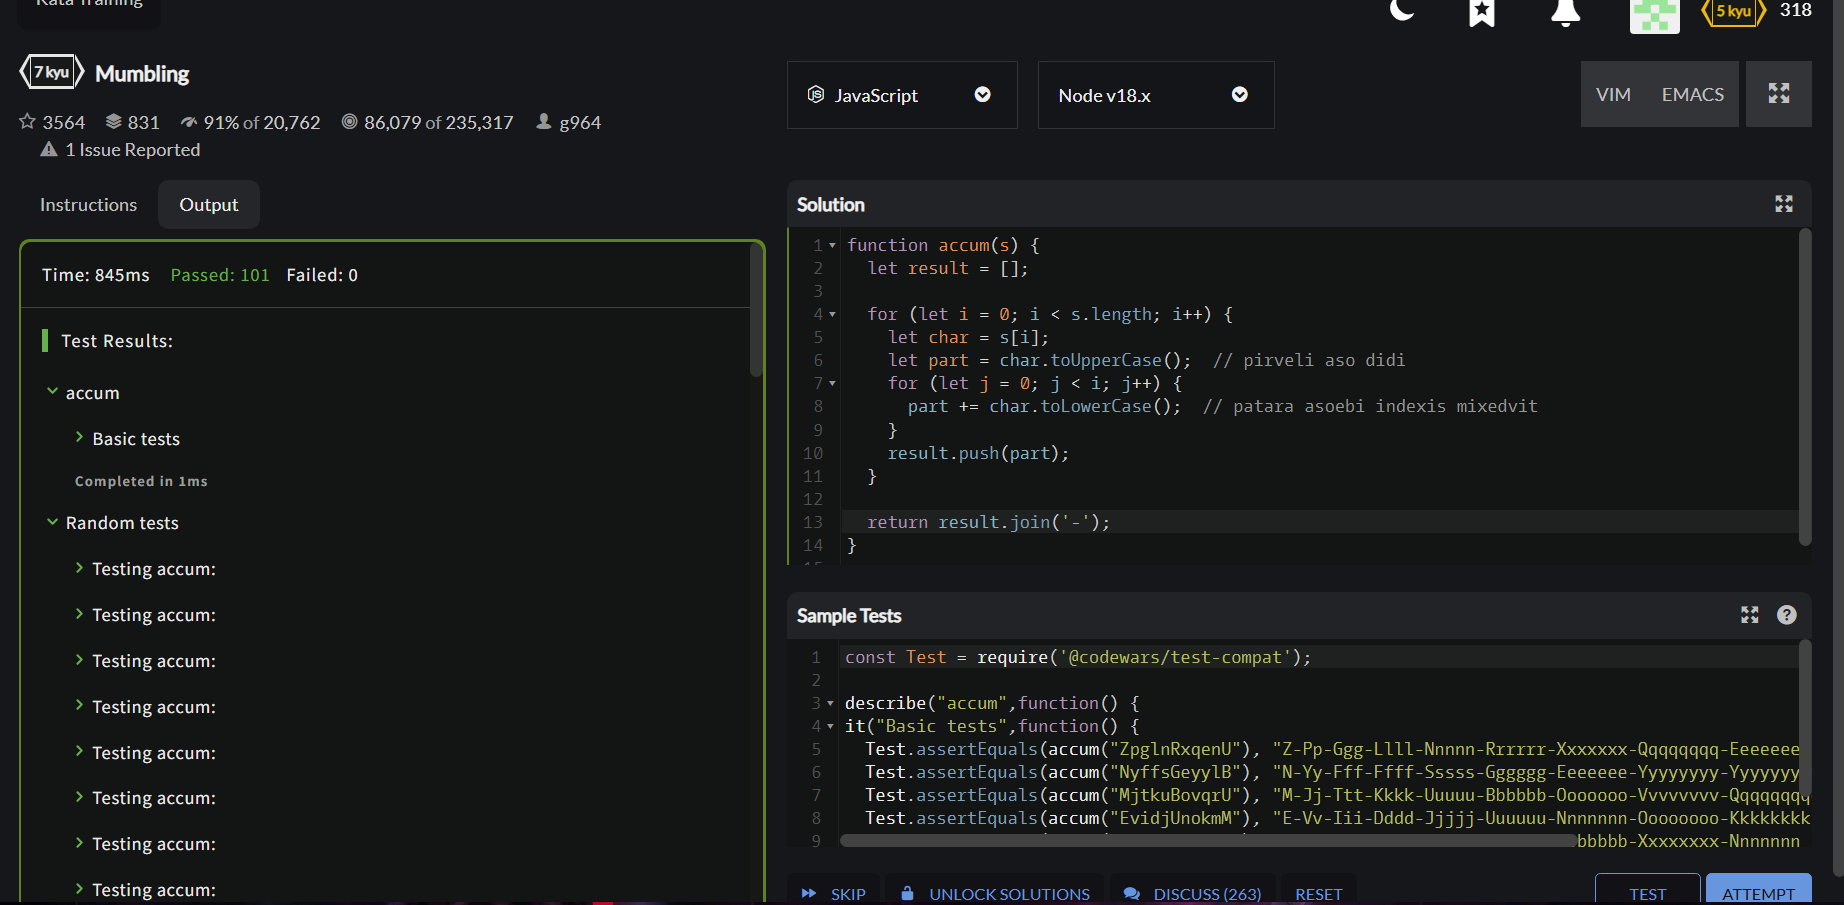 Kata Training
5 kyu 318
7 kyu Mumbling
3564 831 91% of 20,762 86,079 of 235,317 g964
1 Issue Reported
Instructions Output
Time: 845ms Passed: 101 Failed: 0
Test Results:
accum
Basic tests
Completed in 1ms
Random tests
Testing accum:
Testing accum:
Testing accum:
Testing accum:
Testing accum:
Testing accum:
Testing accum:
Testing accum:
JavaScript Node v18.x VIM EMACS
Solution
1 function accum(s) {
2 let result = [];
3
4 for (let i = 0; i < s.length; i++) {
5 let char = s[i];
6 let part = char.toUpperCase(); // pirveli aso didi
7 for (let j = 0; j < i; j++) {
8 part += char.toLowerCase(); // patara asoebi indexis mixedvit
9 }
10 result.push(part);
11 }
12
13 return result.join('-');
14 }
Sample Tests
1 const Test = require('@codewars/test-compat');
2
3 describe("accum",function() {
4 it("Basic tests",function() {
5 Test.assertEquals(accum("ZpglnRxqenU"), "Z-Pp-Ggg-Llll-Nnnnn-Rrrrrr-Xxxxxxx-Qqqqqqqq-Eeeeeee
6 Test.assertEquals(accum("NyffsGeyylB"), "N-Yy-Fff-Ffff-Sssss-Gggggg-Eeeeeee-Yyyyyyyy-Yyyyyyy
7 Test.assertEquals(accum("MjtkuBovqrU"), "M-Jj-Ttt-Kkkk-Uuuuu-Bbbbbb-Ooooooo-Vvvvvvvv-Qqqqqqqq
8 Test.assertEquals(accum("EvidjUnokmM"), "E-Vv-Iii-Dddd-Jjjjj-Uuuuuu-Nnnnnnn-Oooooooo-Kkkkkkkk
9 bbbbb-Xxxxxxxx-Nnnnnnn
SKIP UNLOCK SOLUTIONS DISCUSS (263) RESET TEST ATTEMPT